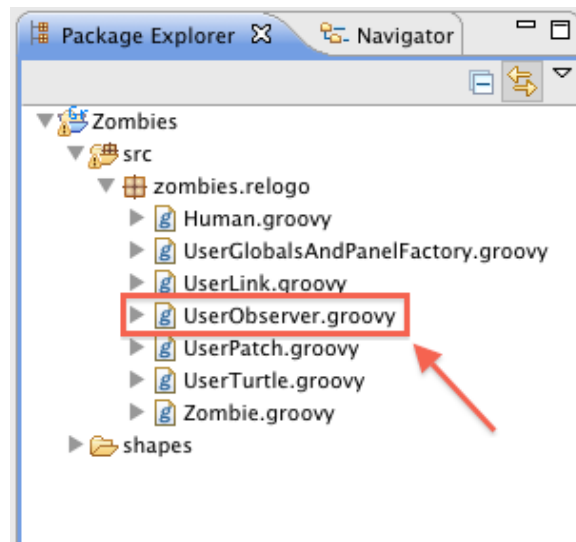 Package Explorer Navigator
Zombies
src
zombies.relogo
Human.groovy
UserGlobalsAndPanelFactory.groovy
UserLink.groovy
UserObserver.groovy
UserPatch.groovy
UserTurtle.groovy
Zombie.groovy
shapes